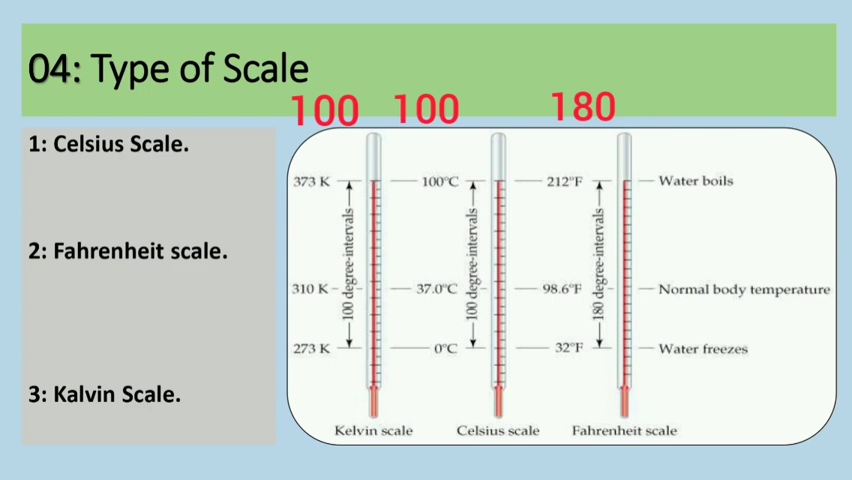 04: Type of Scale
100 100 180
1: Celsius Scale.
2: Fahrenheit scale.
3: Kalvin Scale.
373 K 100°C 212°F Water boils
100 degree-intervals 100 degree-intervals 180 degree-intervals
310 K 37.0°C 98.6°F Normal body temperature
273 K 0°C 32°F Water freezes
Kelvin scale Celsius scale Fahrenheit scale